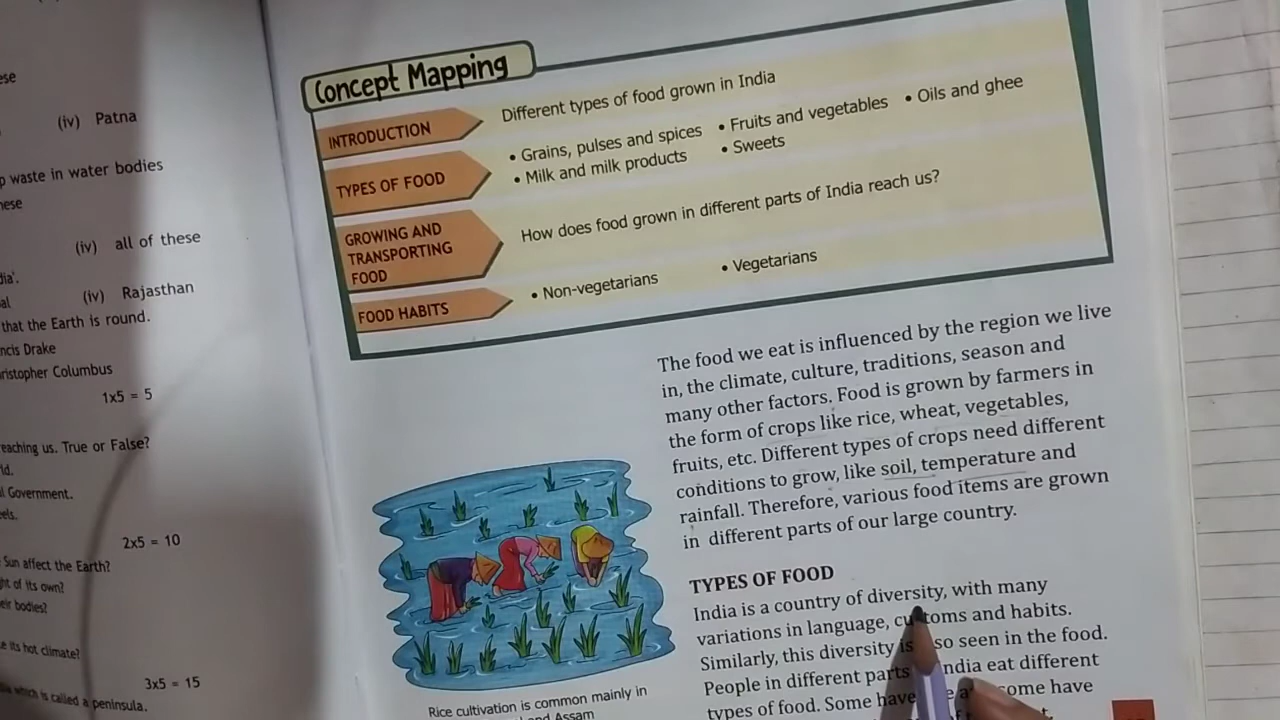 (iv) Patna
waste in water bodies
(iv) all of these
(iv) Rajasthan
that the Earth is round.
Drake
Columbus
1x5 = 5
us. True or False?
Government.
2x5 = 10
Sun affect the Earth?
of its own?
bodies?
its hot climate?
3x5 = 15
which is called a peninsula.
Concept Mapping
INTRODUCTION
Different types of food grown in India
TYPES OF FOOD
• Grains, pulses and spices • Fruits and vegetables • Oils and ghee
• Milk and milk products • Sweets
GROWING AND
TRANSPORTING
FOOD
How does food grown in different parts of India reach us?
FOOD HABITS
• Non-vegetarians • Vegetarians
The food we eat is influenced by the region we live
in, the climate, culture, traditions, season and
many other factors. Food is grown by farmers in
the form of crops like rice, wheat, vegetables,
fruits, etc. Different types of crops need different
conditions to grow, like soil, temperature and
rainfall. Therefore, various food items are grown
in different parts of our large country.
TYPES OF FOOD
India is a country of diversity, with many
variations in language, customs and habits.
Similarly, this diversity is also seen in the food.
People in different parts India eat different
types of food. Some have some have
Rice cultivation is common mainly in
and Assam